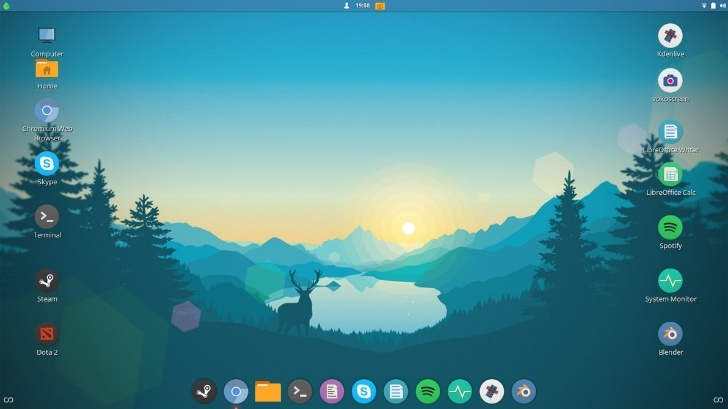 19:08
Computer
Home
Chromium Web
Browser
Skype
Terminal
Steam
Dota 2
Kdenlive
vokoscreen
LibreOffice Writer
LibreOffice Calc
Spotify
System Monitor
Blender